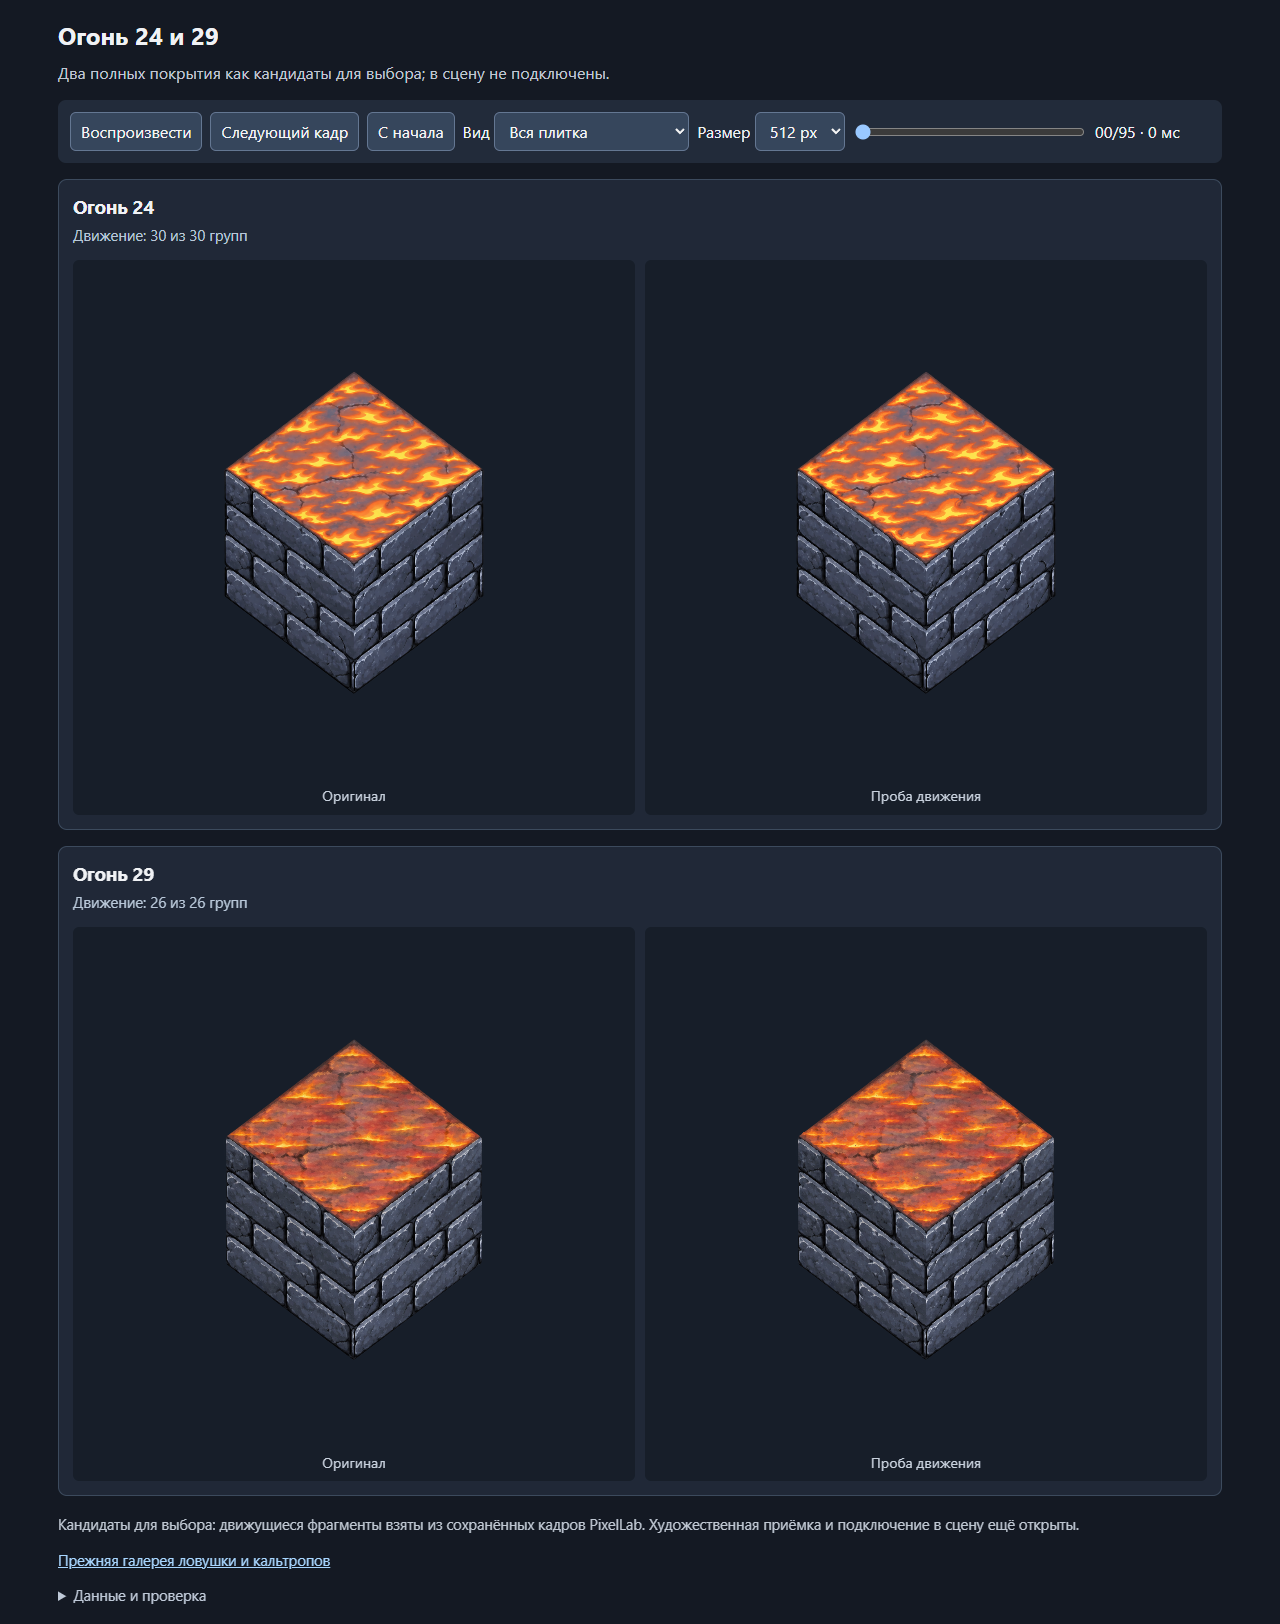 Огонь 24 и 29
Два полных покрытия как кандидаты для выбора; в сцену не подключены.
Воспроизвести Следующий кадр С начала Вид Вся плитка Размер 512 px 00/95 · 0 мс
Огонь 24
Движение: 30 из 30 групп
Оригинал Проба движения
Огонь 29
Движение: 26 из 26 групп
Оригинал Проба движения
Кандидаты для выбора: движущиеся фрагменты взяты из сохранённых кадров PixelLab. Художественная приёмка и подключение в сцену ещё открыты.
Прежняя галерея ловушки и кальтропов
Данные и проверка